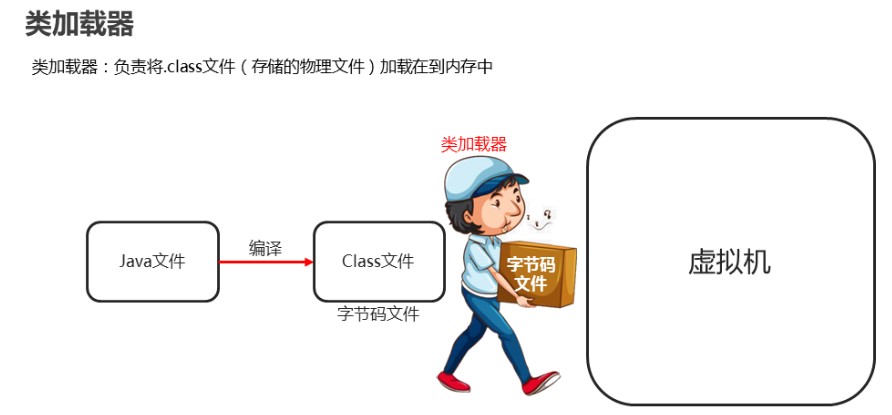 类加载器
类加载器：负责将.class文件（存储的物理文件）加载在到内存中
类加载器
Java文件
编译
Class文件
字节码
文件
虚拟机
字节码文件